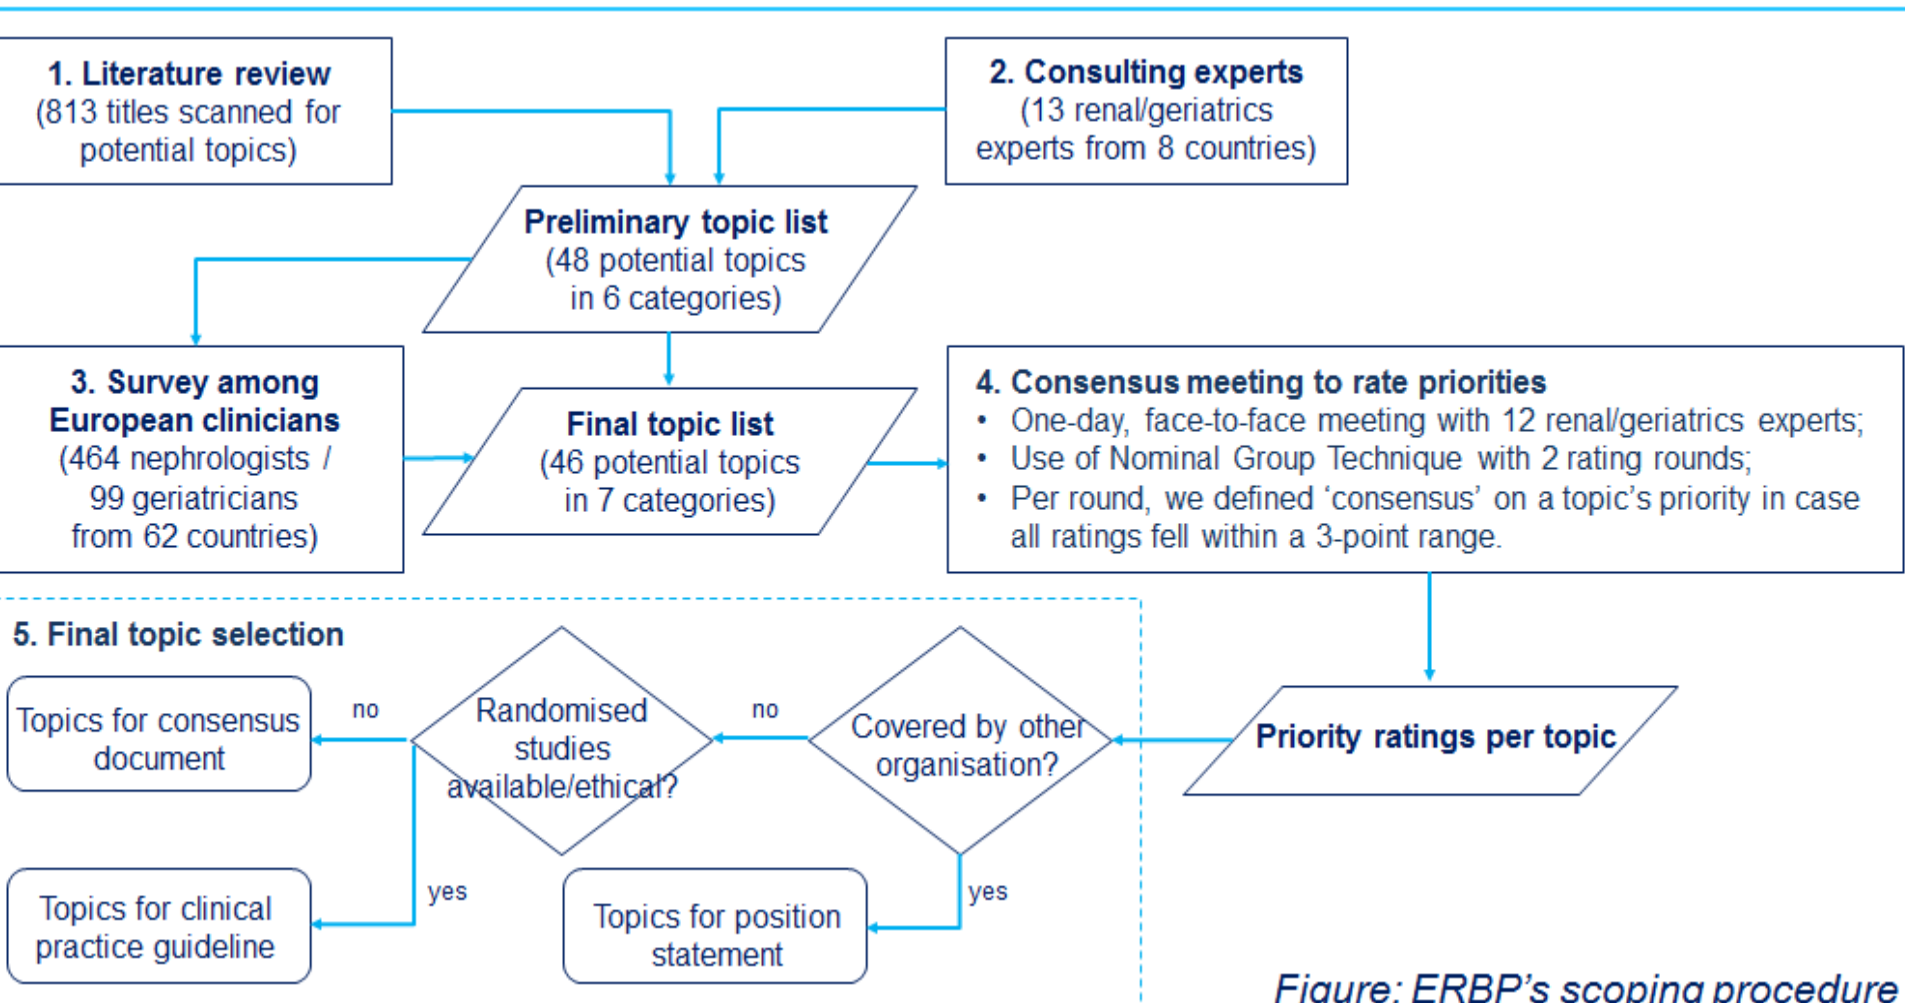 1. Literature review
(813 titles scanned for
potential topics)
2. Consulting experts
(13 renal/geriatrics
experts from 8 countries)
Preliminary topic list
(48 potential topics
in 6 categories)
3. Survey among
European clinicians
(464 nephrologists /
99 geriatricians
from 62 countries)
Final topic list
(46 potential topics
in 7 categories)
4. Consensus meeting to rate priorities
• One-day, face-to-face meeting with 12 renal/geriatrics experts;
• Use of Nominal Group Technique with 2 rating rounds;
• Per round, we defined ‘consensus’ on a topic’s priority in case
all ratings fell within a 3-point range.
5. Final topic selection
Topics for consensus
document
no
Randomised
studies
available/ethical?
no
Covered by other
organisation?
Priority ratings per topic
Topics for clinical
practice guideline
yes
Topics for position
statement
yes
Figure: ERBP’s scoping procedure